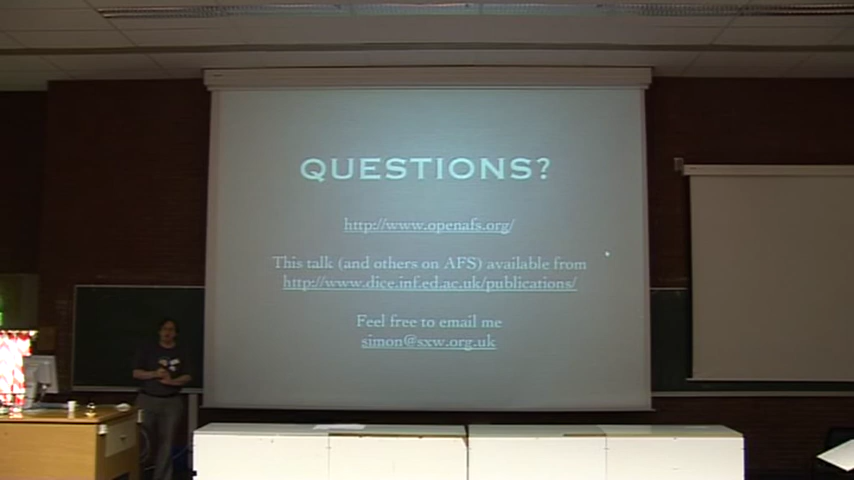 QUESTIONS?
http://www.openafs.org/
This talk (and others on AFS) available from
http://www.dice.inf.ed.ac.uk/publications/
Feel free to email me
simon@sxw.org.uk